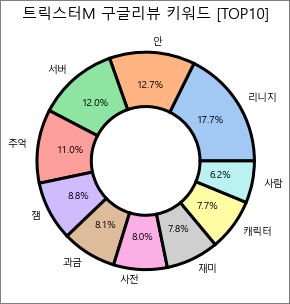 트릭스터M 구글리뷰 키워드 [TOP10]
안
12.7%
서버
12.0%
리니지
17.7%
추억
11.0%
사람
6.2%
잼
8.8%
캐릭터
7.7%
과금
8.1%
사전
8.0%
재미
7.8%